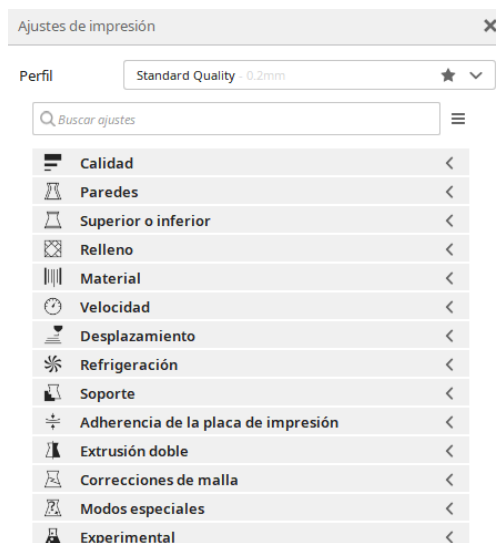 Ajustes de impresión
Perfil
Standard Quality - 0.2mm
Buscar ajustes
Calidad
Paredes
Superior o inferior
Relleno
Material
Velocidad
Desplazamiento
Refrigeración
Soporte
Adherencia de la placa de impresión
Extrusión doble
Correcciones de malla
Modos especiales
Experimental